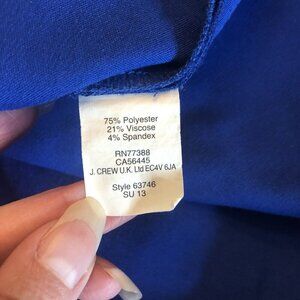 75% Polyester
21% Viscose
4% Spandex
RN77388
CA56445
J. CREW U.K. Ltd EC4V 6JA
Style 63746
SU 13